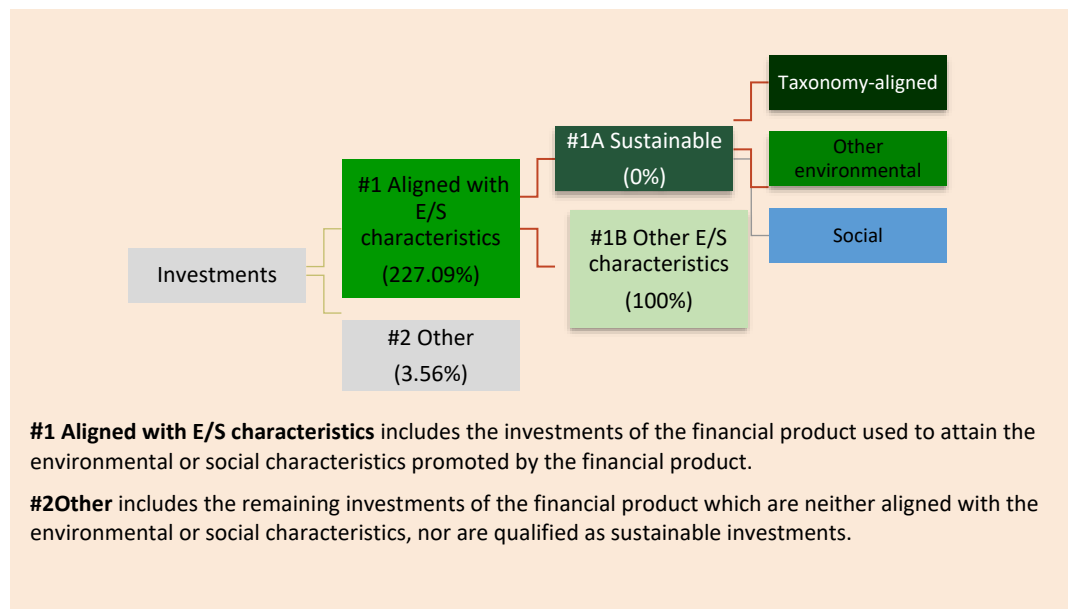 Taxonomy-aligned
#1A Sustainable
(0%)
Other
environmental
#1 Aligned with
E/S
characteristics
(227.09%)
#1B Other E/S
characteristics
(100%)
Social
Investments
#2 Other
(3.56%)
#1 Aligned with E/S characteristics includes the investments of the financial product used to attain the
environmental or social characteristics promoted by the financial product.
#2Other includes the remaining investments of the financial product which are neither aligned with the
environmental or social characteristics, nor are qualified as sustainable investments.